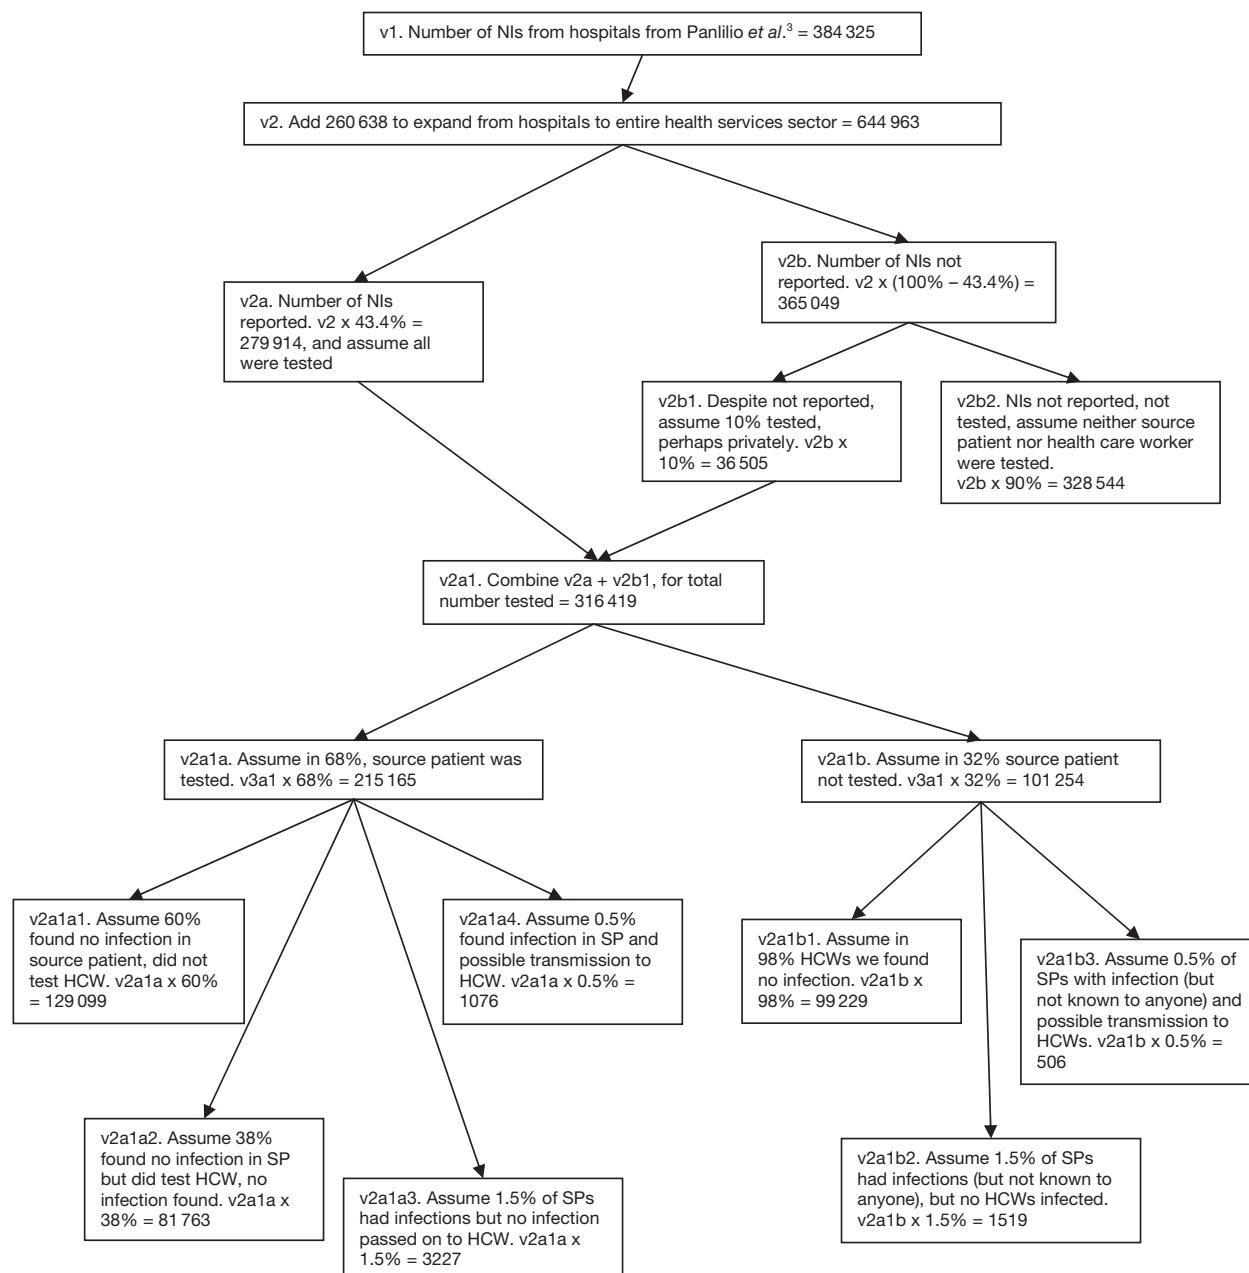 v1. Number of NIs from hospitals from Panlilio et al.³ = 384 325
v2. Add 260 638 to expand from hospitals to entire health services sector = 644 963
v2b. Number of NIs not
reported. v2 x (100% – 43.4%) =
365 049
v2a. Number of NIs
reported. v2 x 43.4% =
279 914, and assume all
were tested
v2b1. Despite not reported,
assume 10% tested,
perhaps privately. v2b x
10% = 36 505
v2b2. NIs not reported, not
tested, assume neither source
patient nor health care worker
were tested.
v2b x 90% = 328 544
v2a1. Combine v2a + v2b1, for total
number tested = 316 419
v2a1a. Assume in 68%, source patient was
tested. v3a1 x 68% = 215 165
v2a1b. Assume in 32% source patient
not tested. v3a1 x 32% = 101 254
v2a1a1. Assume 60%
found no infection in
source patient, did not
test HCW. v2a1a x 60%
= 129 099
v2a1a4. Assume 0.5%
found infection in SP and
possible transmission to
HCW. v2a1a x 0.5% =
1076
v2a1b1. Assume in
98% HCWs we found
no infection. v2a1b x
98% = 99 229
v2a1b3. Assume 0.5% of
SPs with infection (but
not known to anyone) and
possible transmission to
HCWs. v2a1b x 0.5% =
506
v2a1a2. Assume 38%
found no infection in SP
but did test HCW, no
infection found. v2a1a x
38% = 81 763
v2a1a3. Assume 1.5% of SPs
had infections but no infection
passed on to HCW. v2a1a x
1.5% = 3227
v2a1b2. Assume 1.5% of SPs
had infections (but not known to
anyone), but no HCWs infected.
v2a1b x 1.5% = 1519